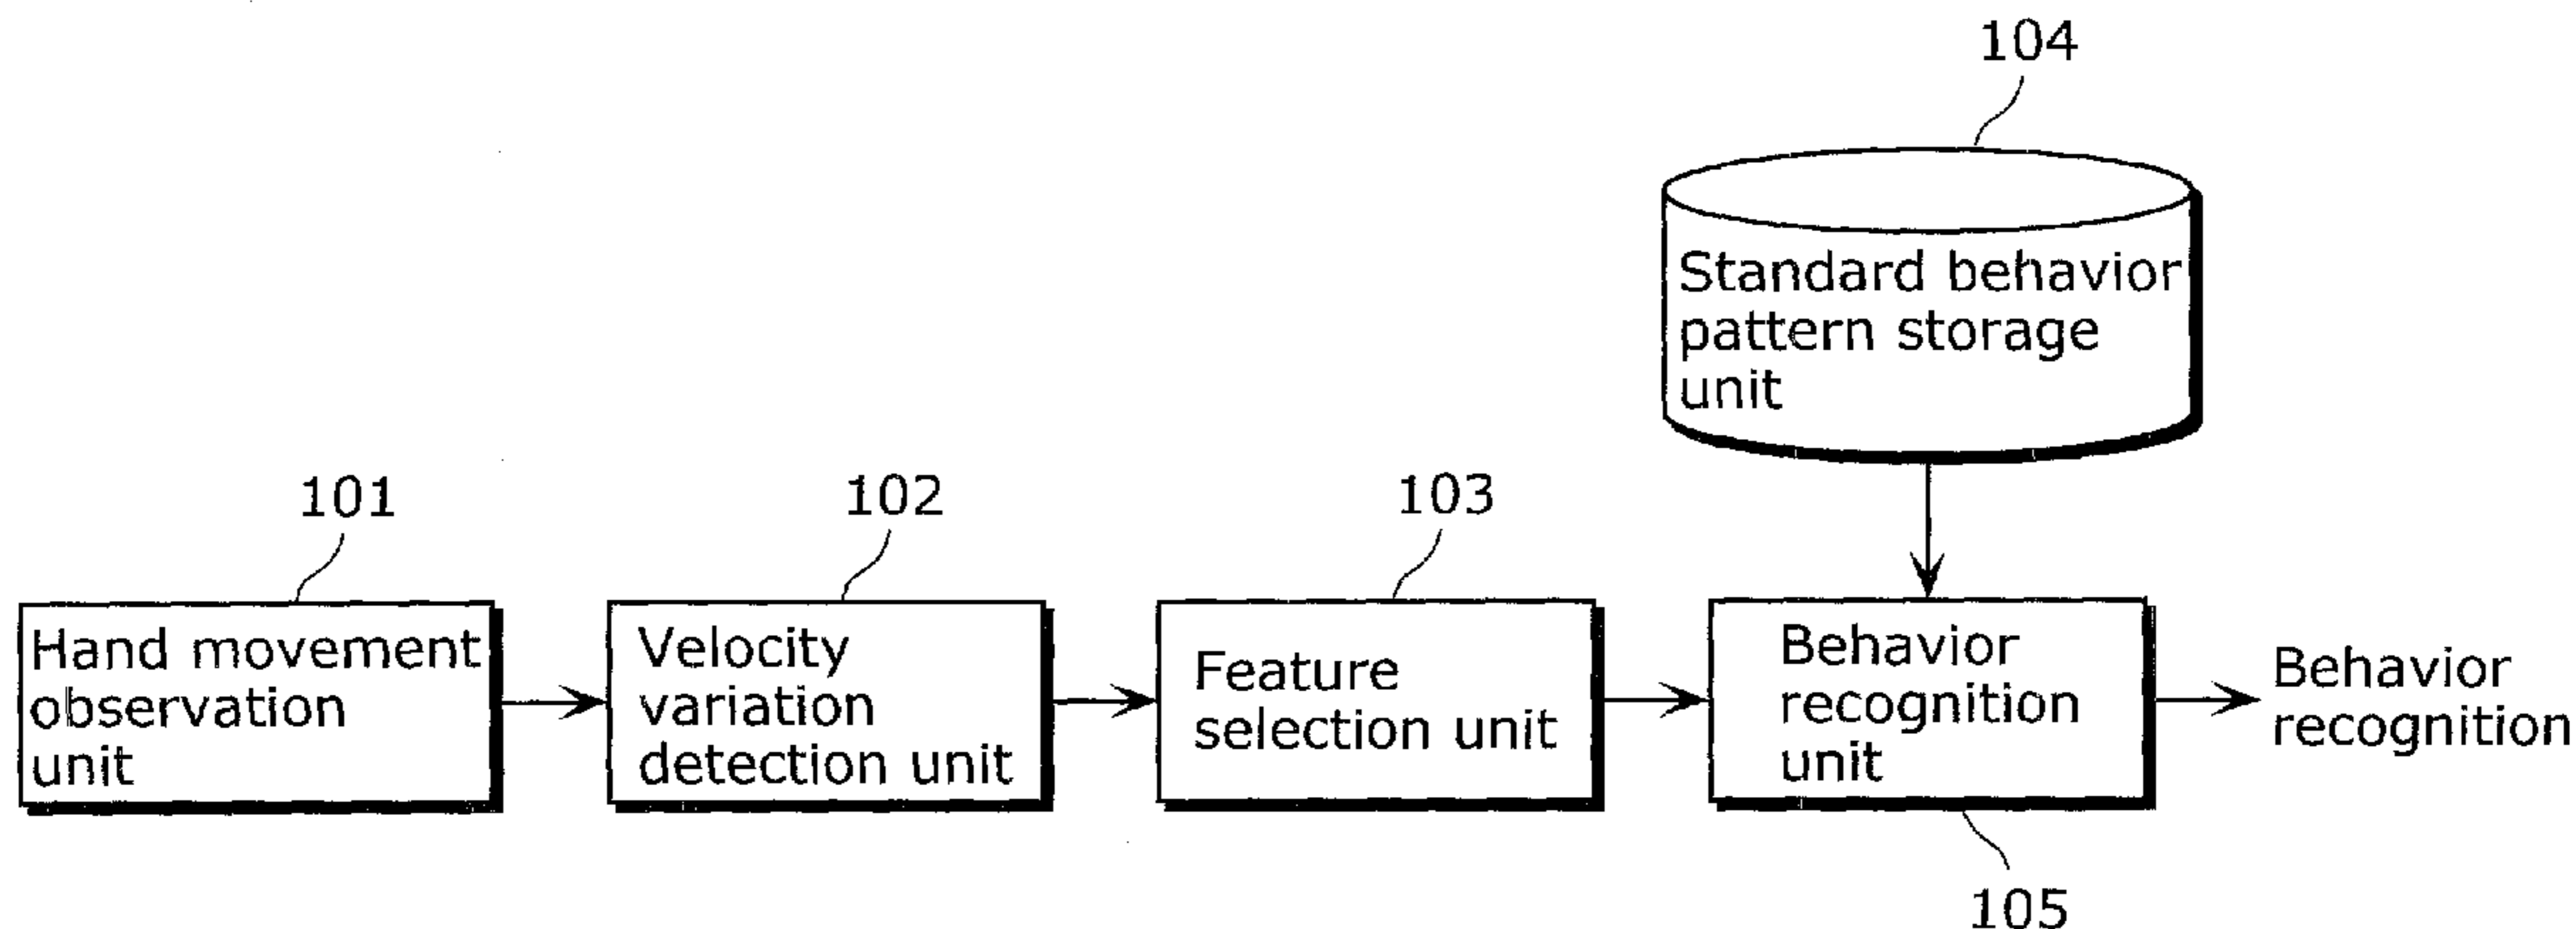 104
Standard behavior
pattern storage
unit
101
102
103
Hand movement
observation
unit
Velocity
variation
detection unit
Feature
selection unit
Behavior
recognition
unit
Behavior
recognition
105